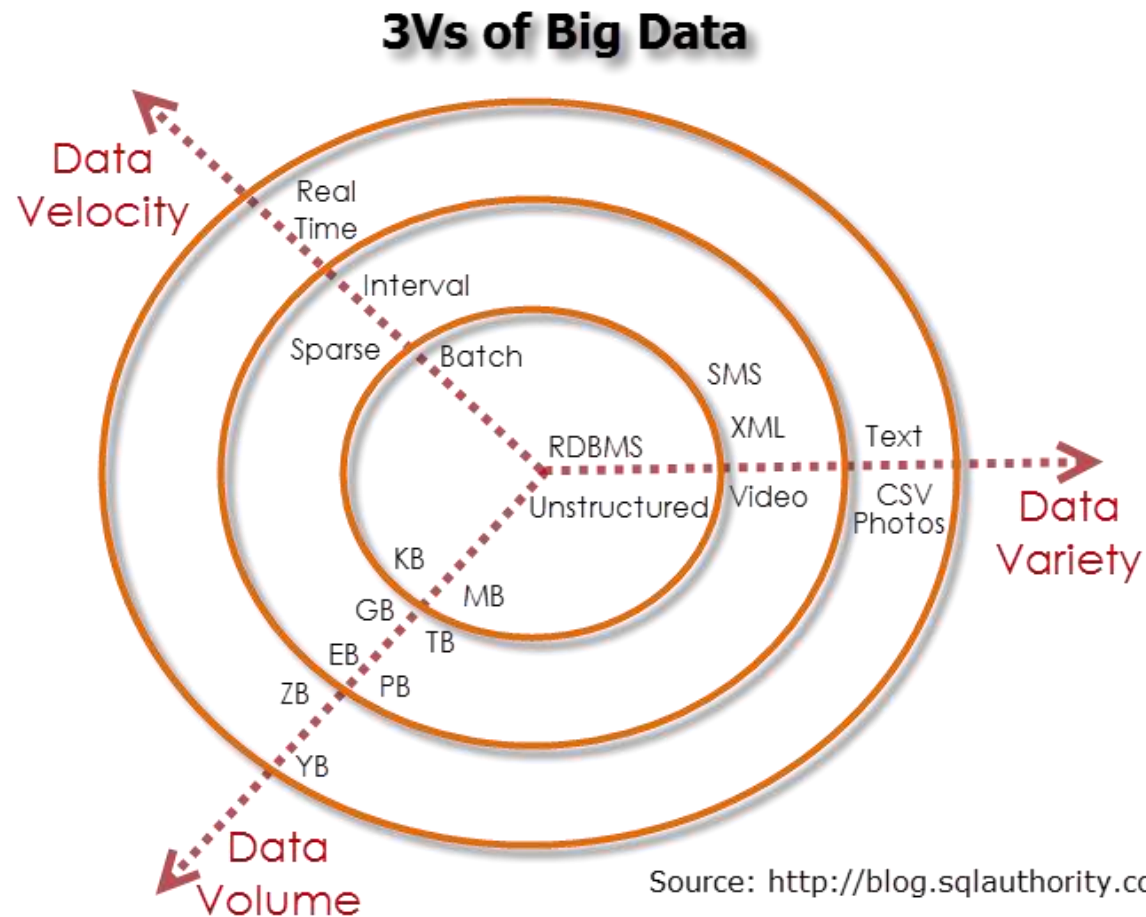 3Vs of Big Data
Data
Velocity
Real
Time
Interval
Sparse
Batch
SMS
XML
Text
RDBMS
Unstructured
Video
CSV
Photos
Data
Variety
KB
MB
GB
TB
EB
PB
ZB
YB
Data
Volume
Source: http://blog.sqlauthority.co